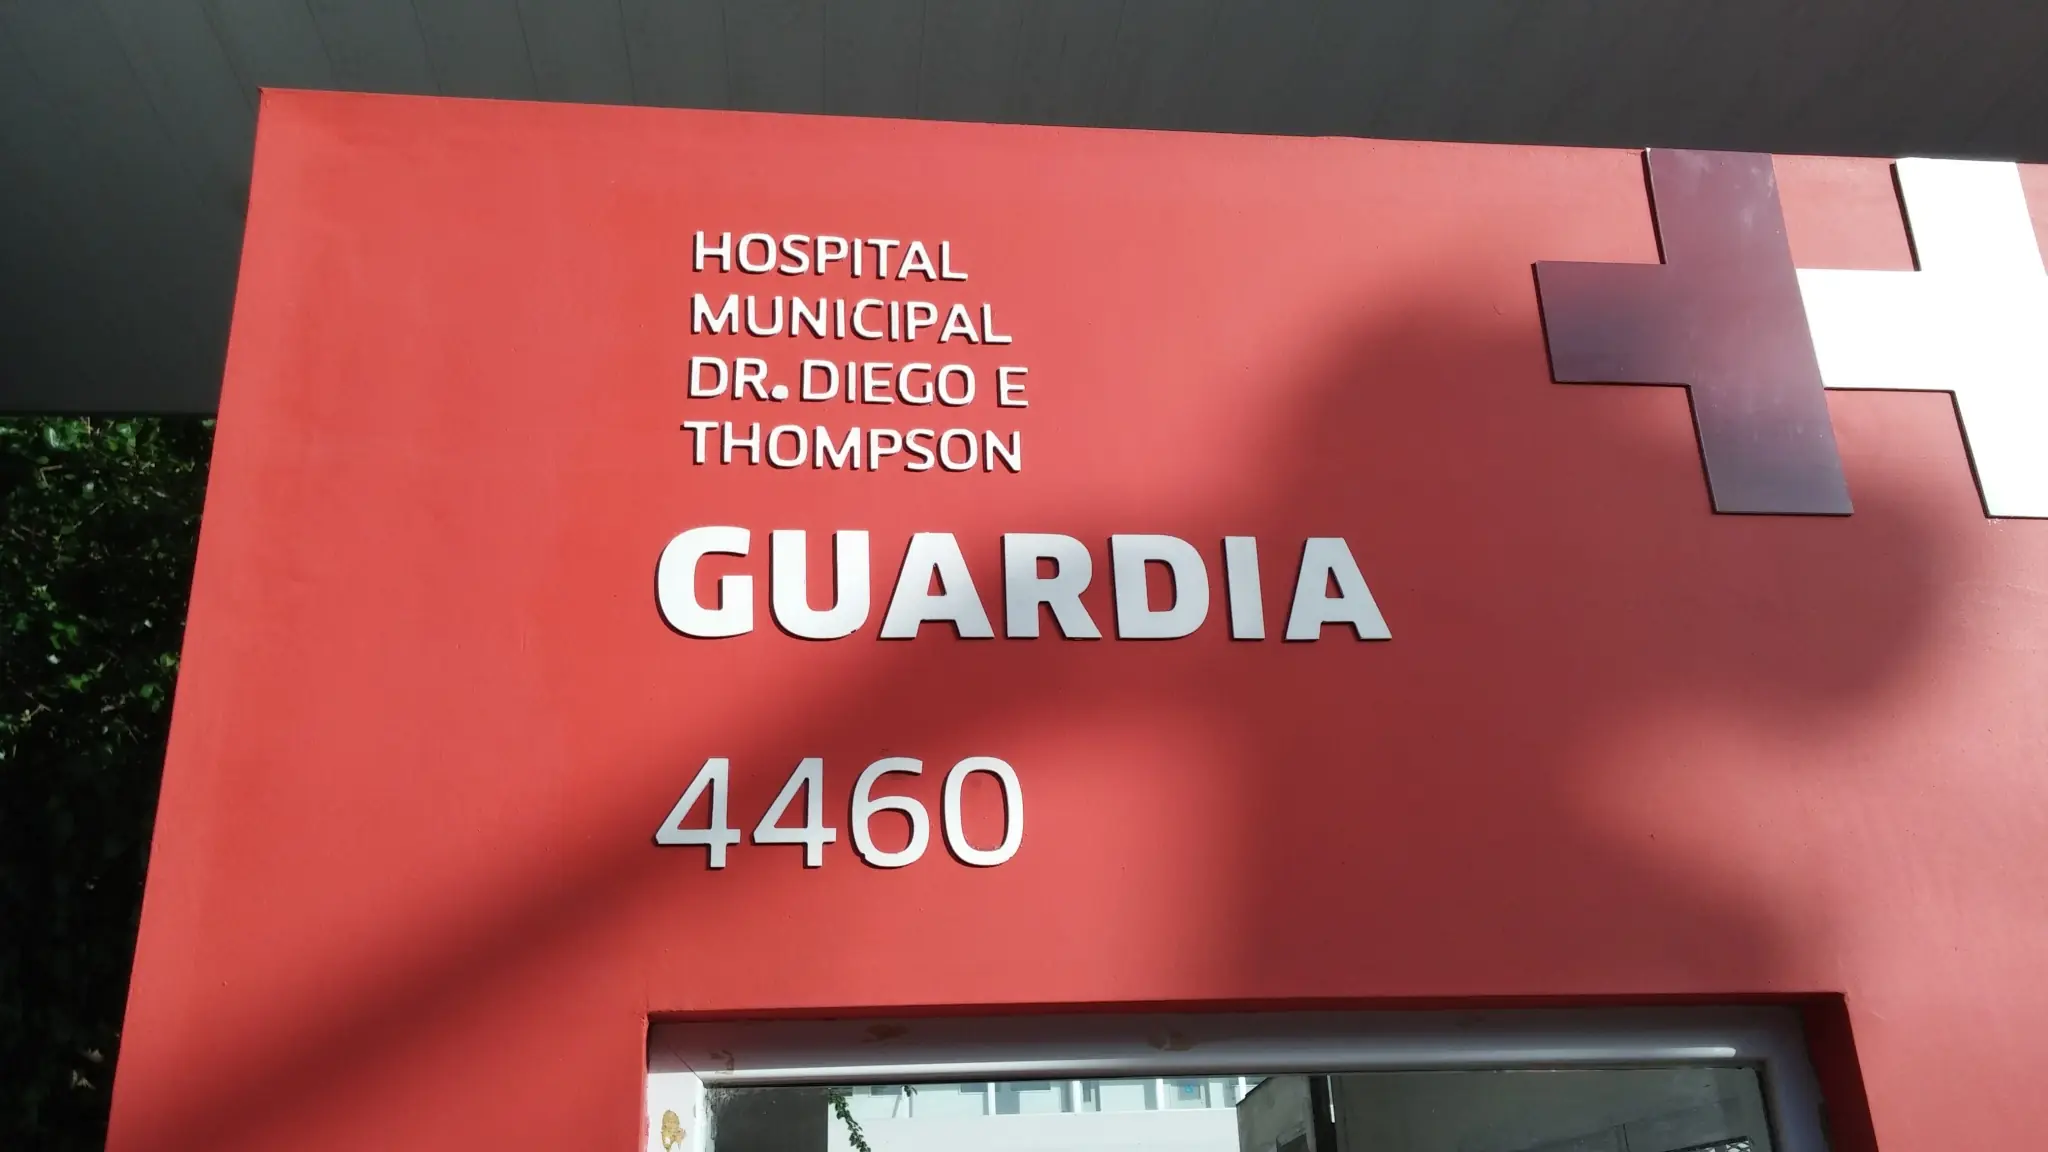 HOSPITAL
MUNICIPAL
DR. DIEGO E
THOMPSON
GUARDIA
4460